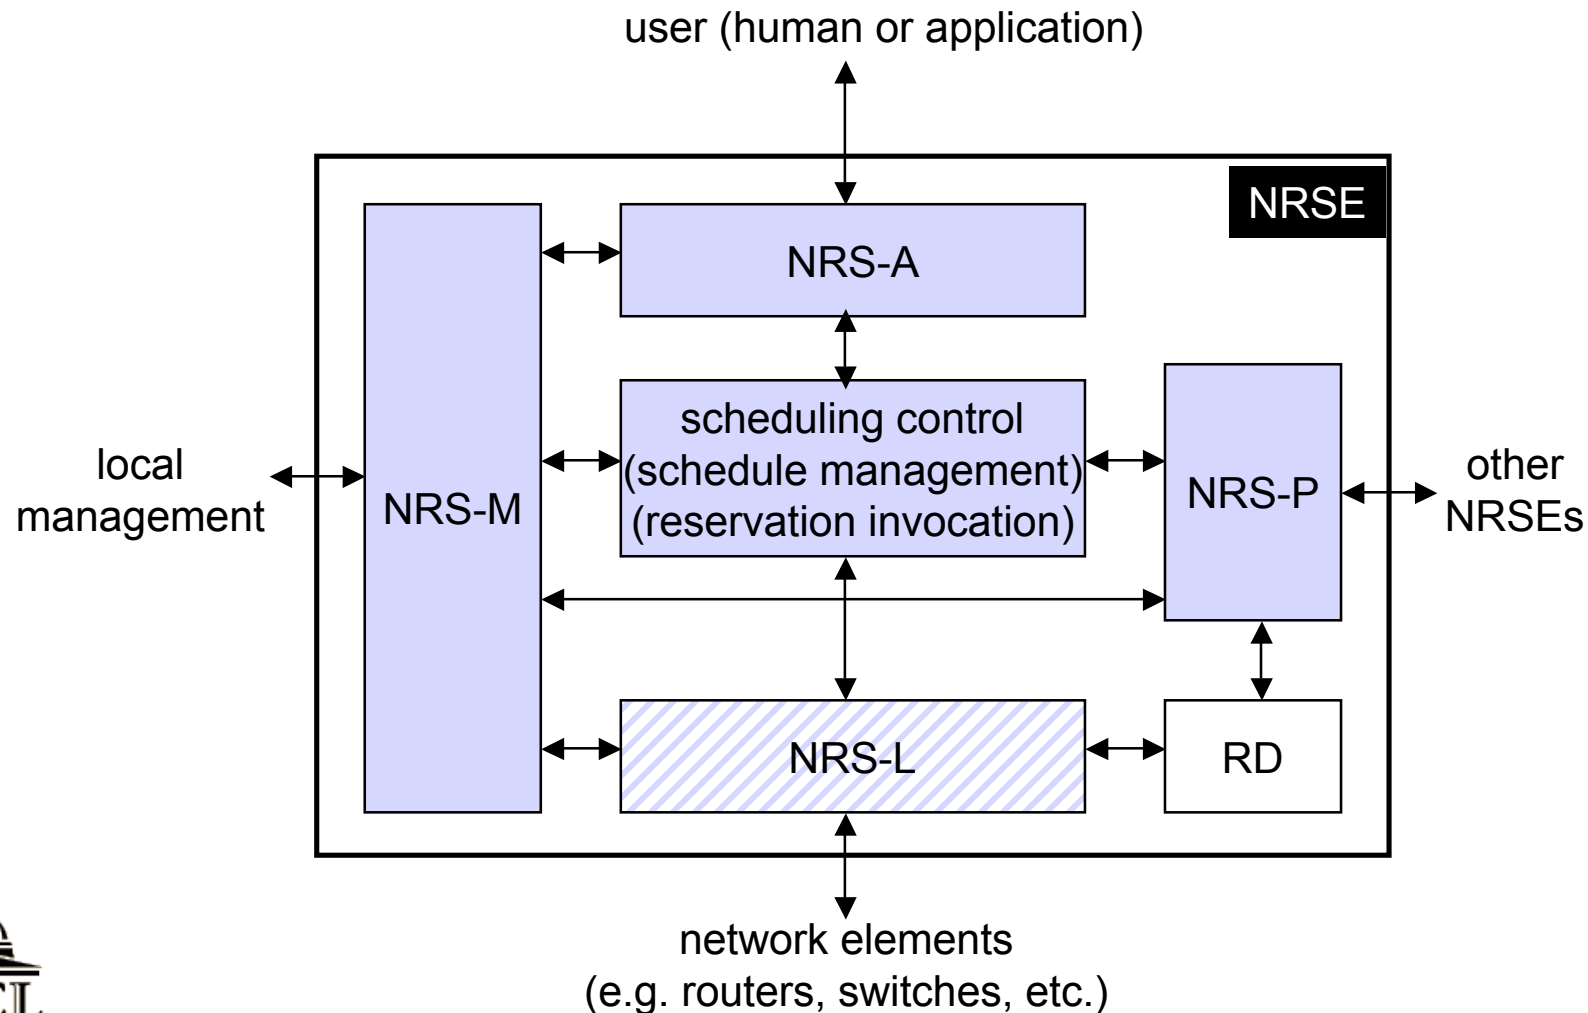 user (human or application)
NRSE
NRS-A
scheduling control
(schedule management)
(reservation invocation)
local
management
NRS-M
NRS-P
other
NRSEs
NRS-L
RD
network elements
(e.g. routers, switches, etc.)